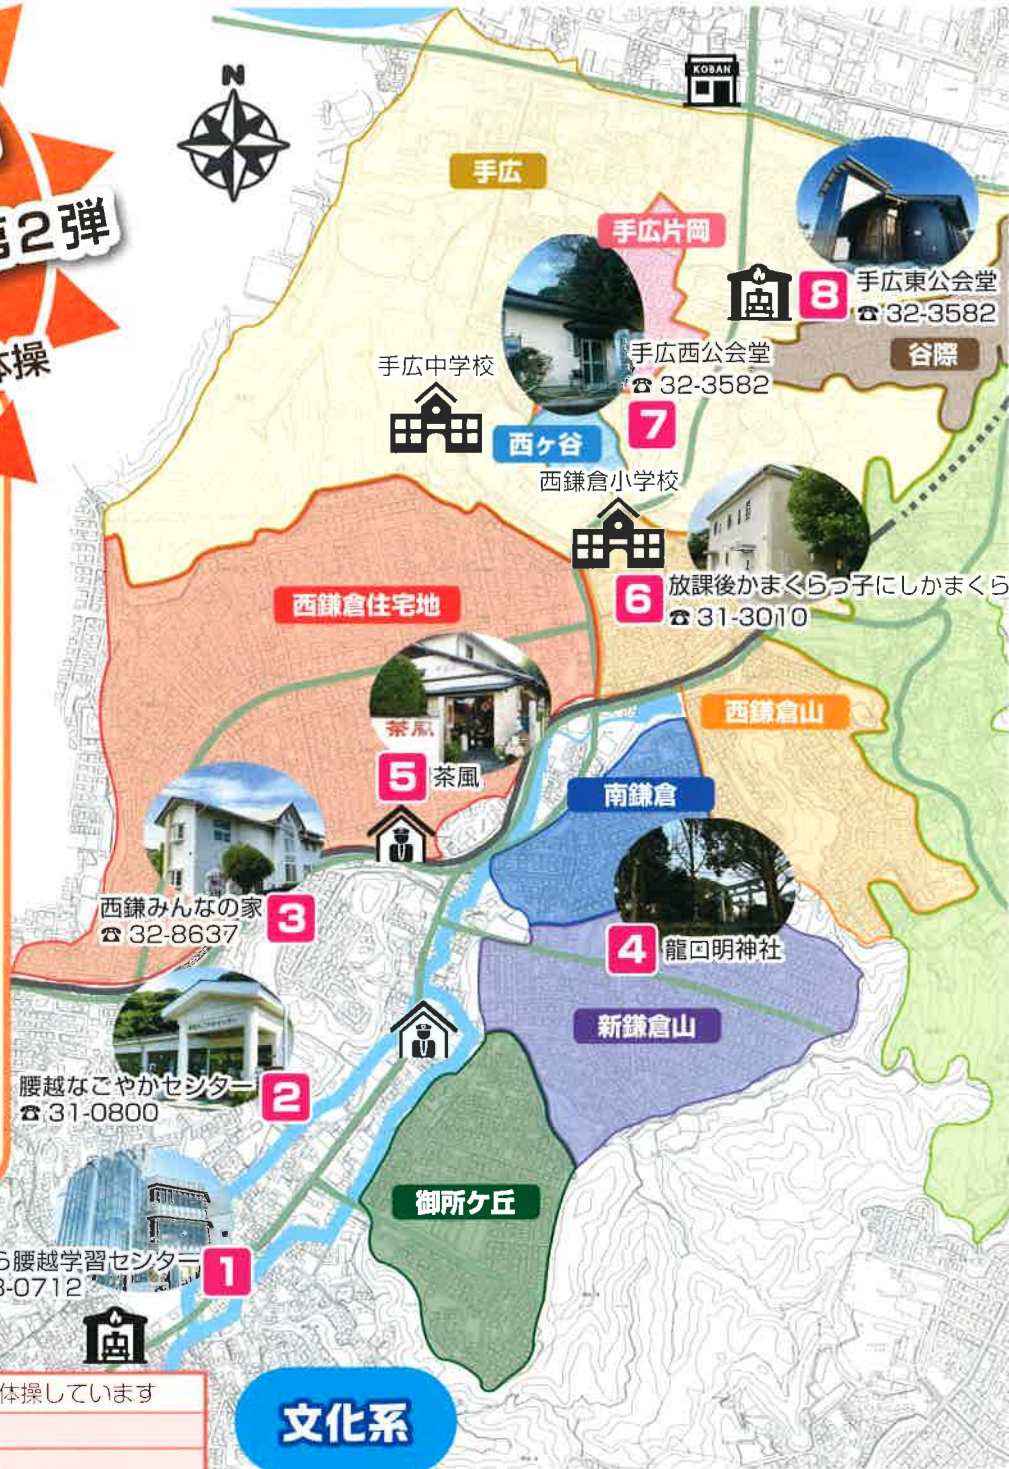 第2弾
体操
N
KOBAN
手広
手広片岡
8
手広東公会堂
☎ 32-3582
谷際
手広西公会堂
☎ 32-3582
7
手広中学校
西ヶ谷
西鎌倉小学校
6
放課後かまくらっ子にしかまくら
☎ 31-3010
西鎌倉住宅地
西鎌倉山
茶風
5
茶風
南鎌倉
西鎌みんなの家
☎ 32-8637
3
4
龍口明神社
新鎌倉山
腰越なごやかセンター
☎ 31-0800
2
御所ケ丘
ら腰越学習センター
3-0712
1
体操しています
文化系